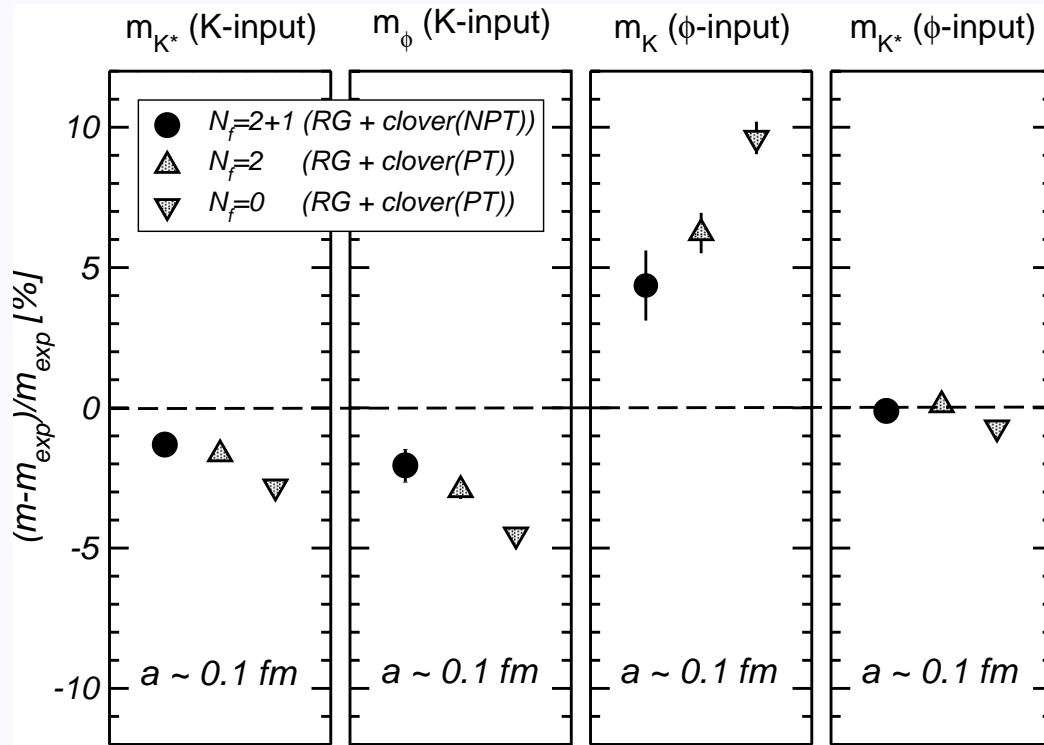 m_K* (K-input)
m_ϕ (K-input)
m_K (ϕ-input)
m_K* (ϕ-input)
N_f=2+1 (RG + clover(NPT))
N_f=2 (RG + clover(PT))
N_f=0 (RG + clover(PT))
10
5
0
-5
-10
(m-m_exp)/m_exp [%]
a ~ 0.1 fm
a ~ 0.1 fm
a ~ 0.1 fm
a ~ 0.1 fm